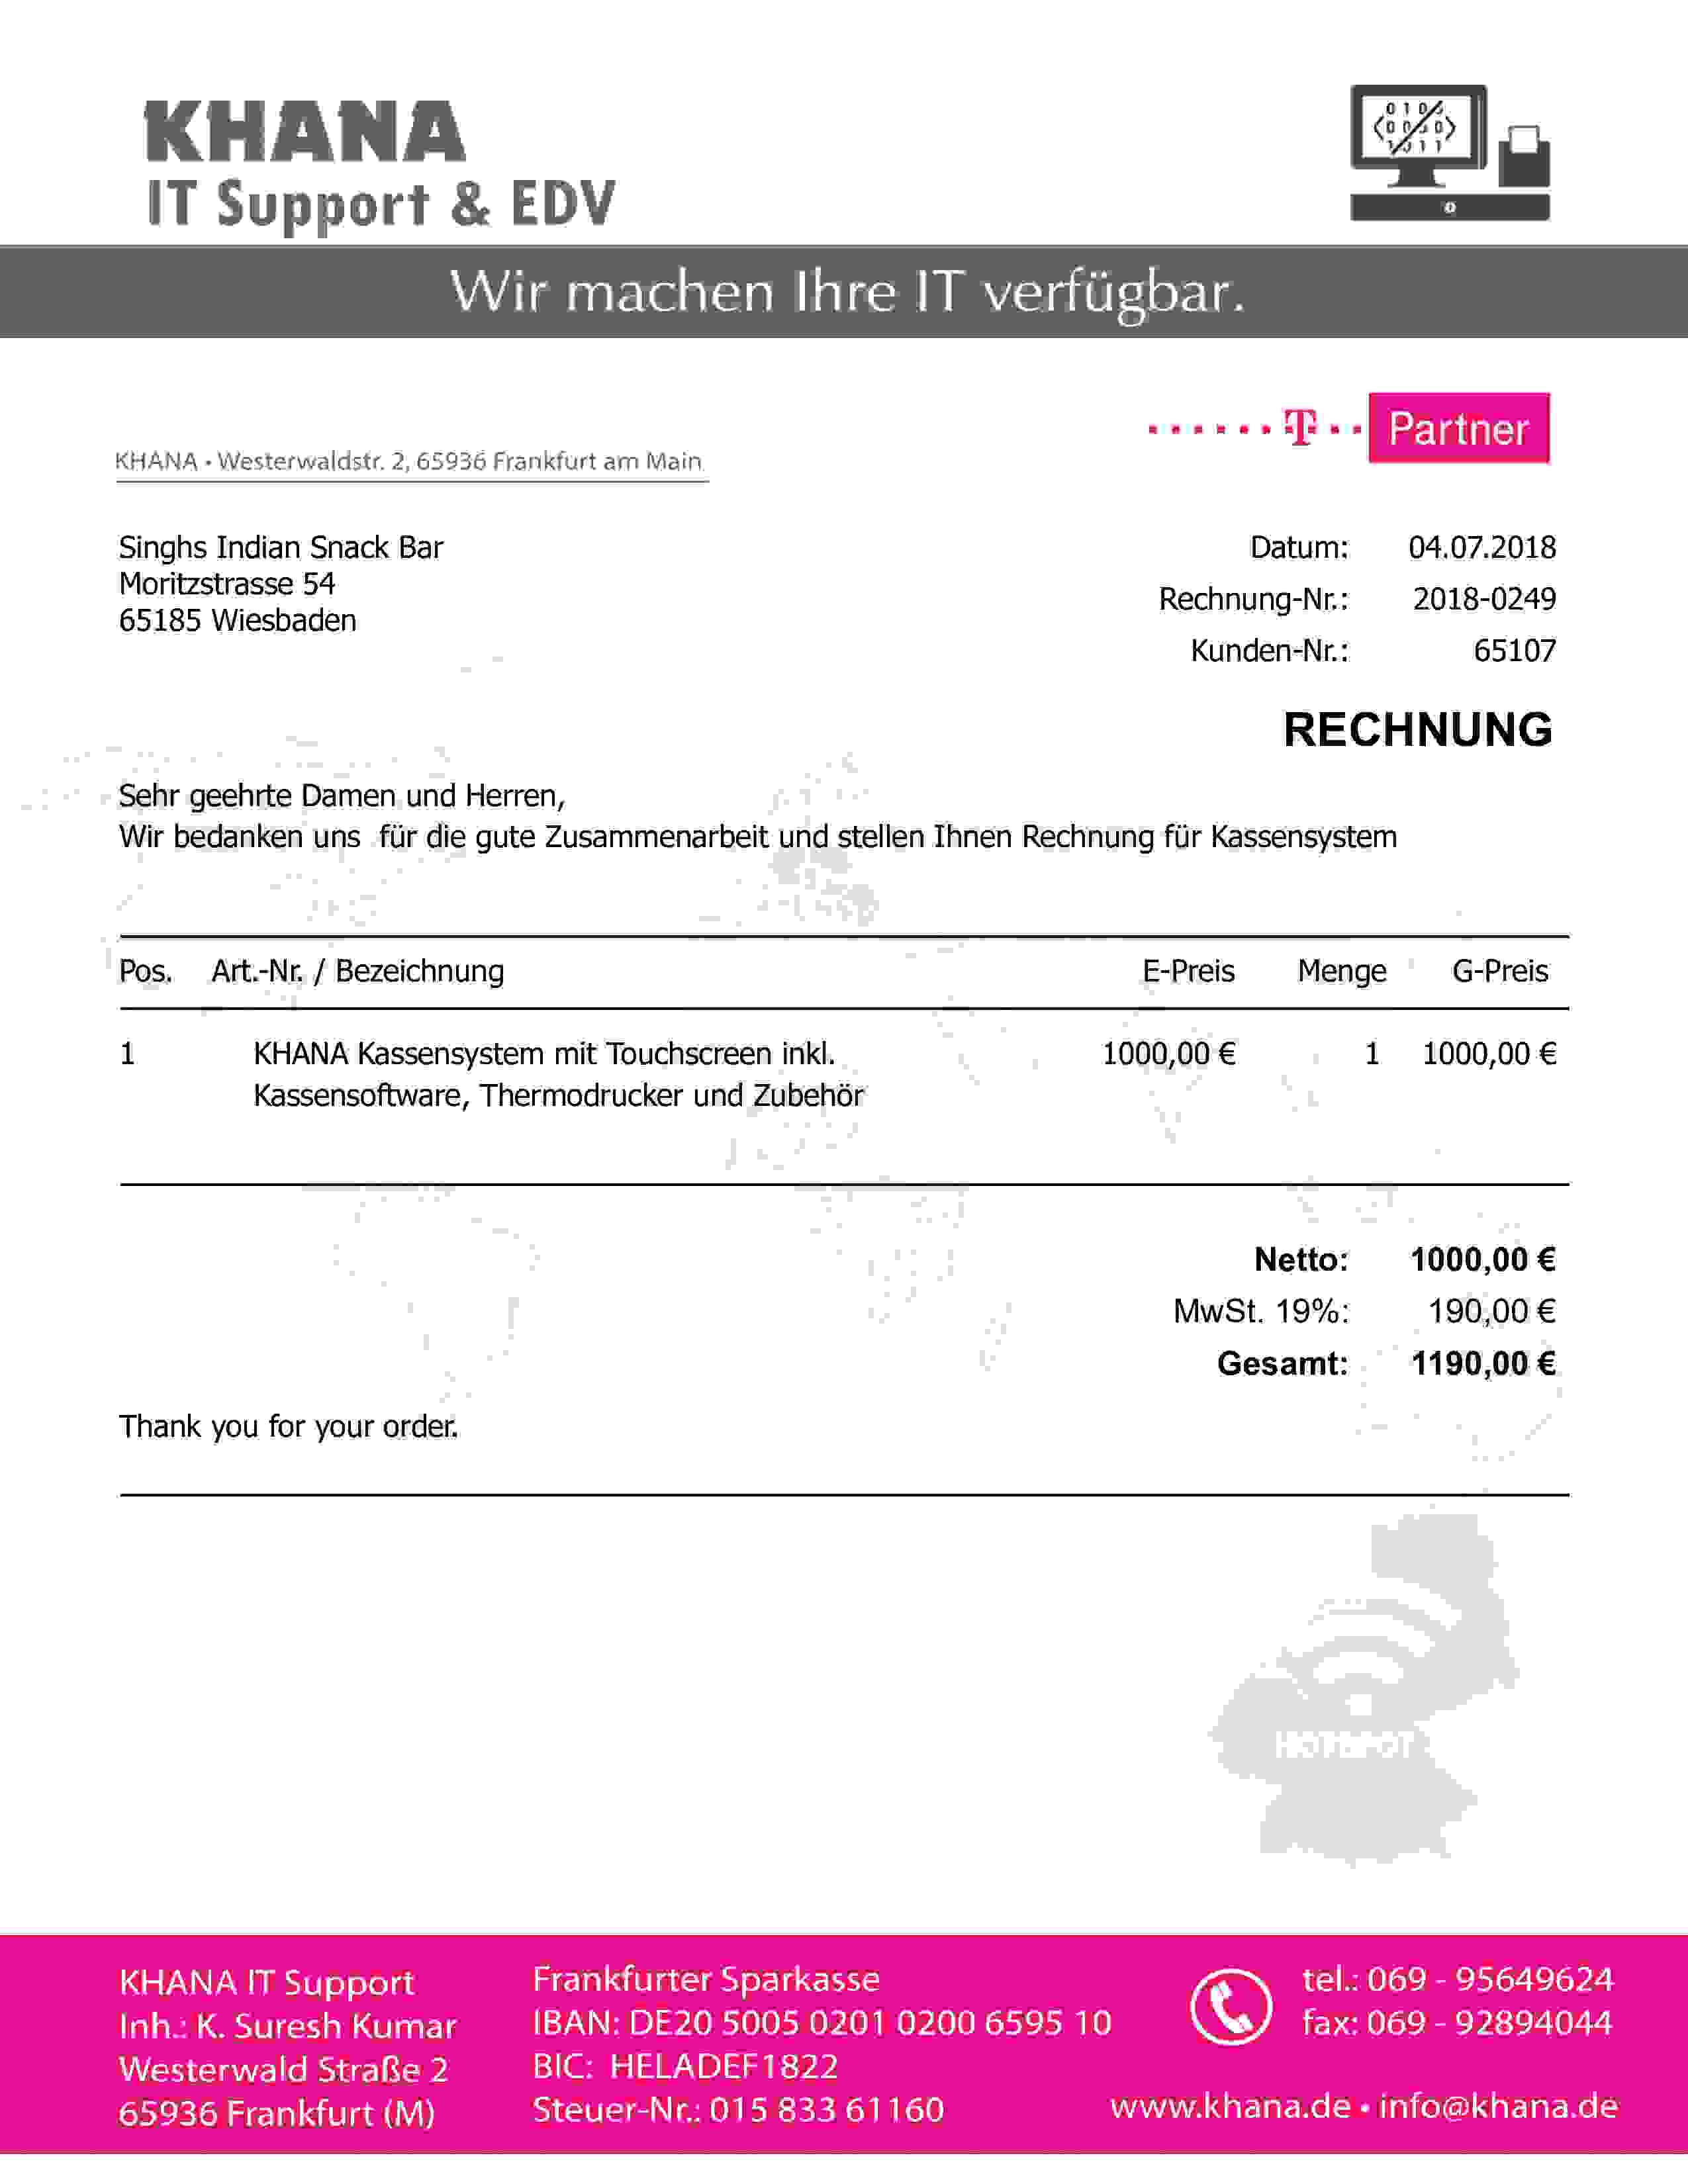 KHANA
IT Support & EDV
Wir machen Ihre IT verfügbar.
T Partner
KHANA • Westerwaldstr. 2, 65936 Frankfurt am Main
Singhs Indian Snack Bar
Moritzstrasse 54
65185 Wiesbaden
Datum: 04.07.2018
Rechnung-Nr.: 2018-0249
Kunden-Nr.: 65107
RECHNUNG
Sehr geehrte Damen und Herren,
Wir bedanken uns für die gute Zusammenarbeit und stellen Ihnen Rechnung für Kassensystem
Pos. Art.-Nr. / Bezeichnung E-Preis Menge G-Preis
1 KHANA Kassensystem mit Touchscreen inkl. 1000,00 € 1 1000,00 €
Kassensoftware, Thermodrucker und Zubehör
Netto: 1000,00 €
MwSt. 19%: 190,00 €
Gesamt: 1190,00 €
Thank you for your order.
KHANA IT Support
Inh.: K. Suresh Kumar
Westerwald Straße 2
65936 Frankfurt (M)
Frankfurter Sparkasse
IBAN: DE20 5005 0201 0200 6595 10
BIC: HELADEF1822
Steuer-Nr.: 015 833 61160
tel.: 069 - 95649624
fax: 069 - 92894044
www.khana.de • info@khana.de